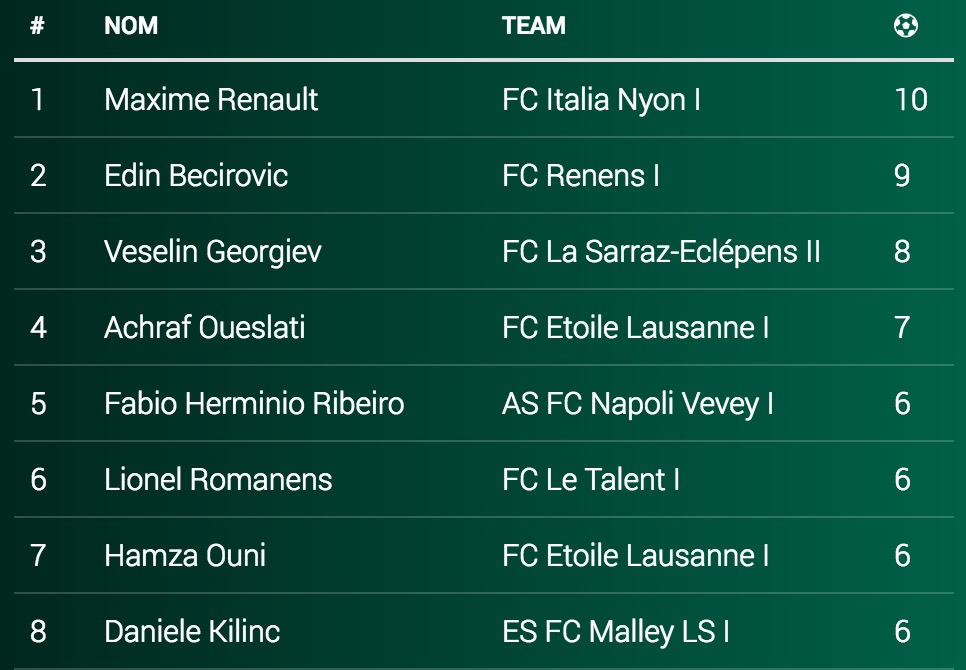 # NOM TEAM
1 Maxime Renault FC Italia Nyon I 10
2 Edin Becirovic FC Renens I 9
3 Veselin Georgiev FC La Sarraz-Eclépens II 8
4 Achraf Oueslati FC Etoile Lausanne I 7
5 Fabio Herminio Ribeiro AS FC Napoli Vevey I 6
6 Lionel Romanens FC Le Talent I 6
7 Hamza Ouni FC Etoile Lausanne I 6
8 Daniele Kilinc ES FC Malley LS I 6